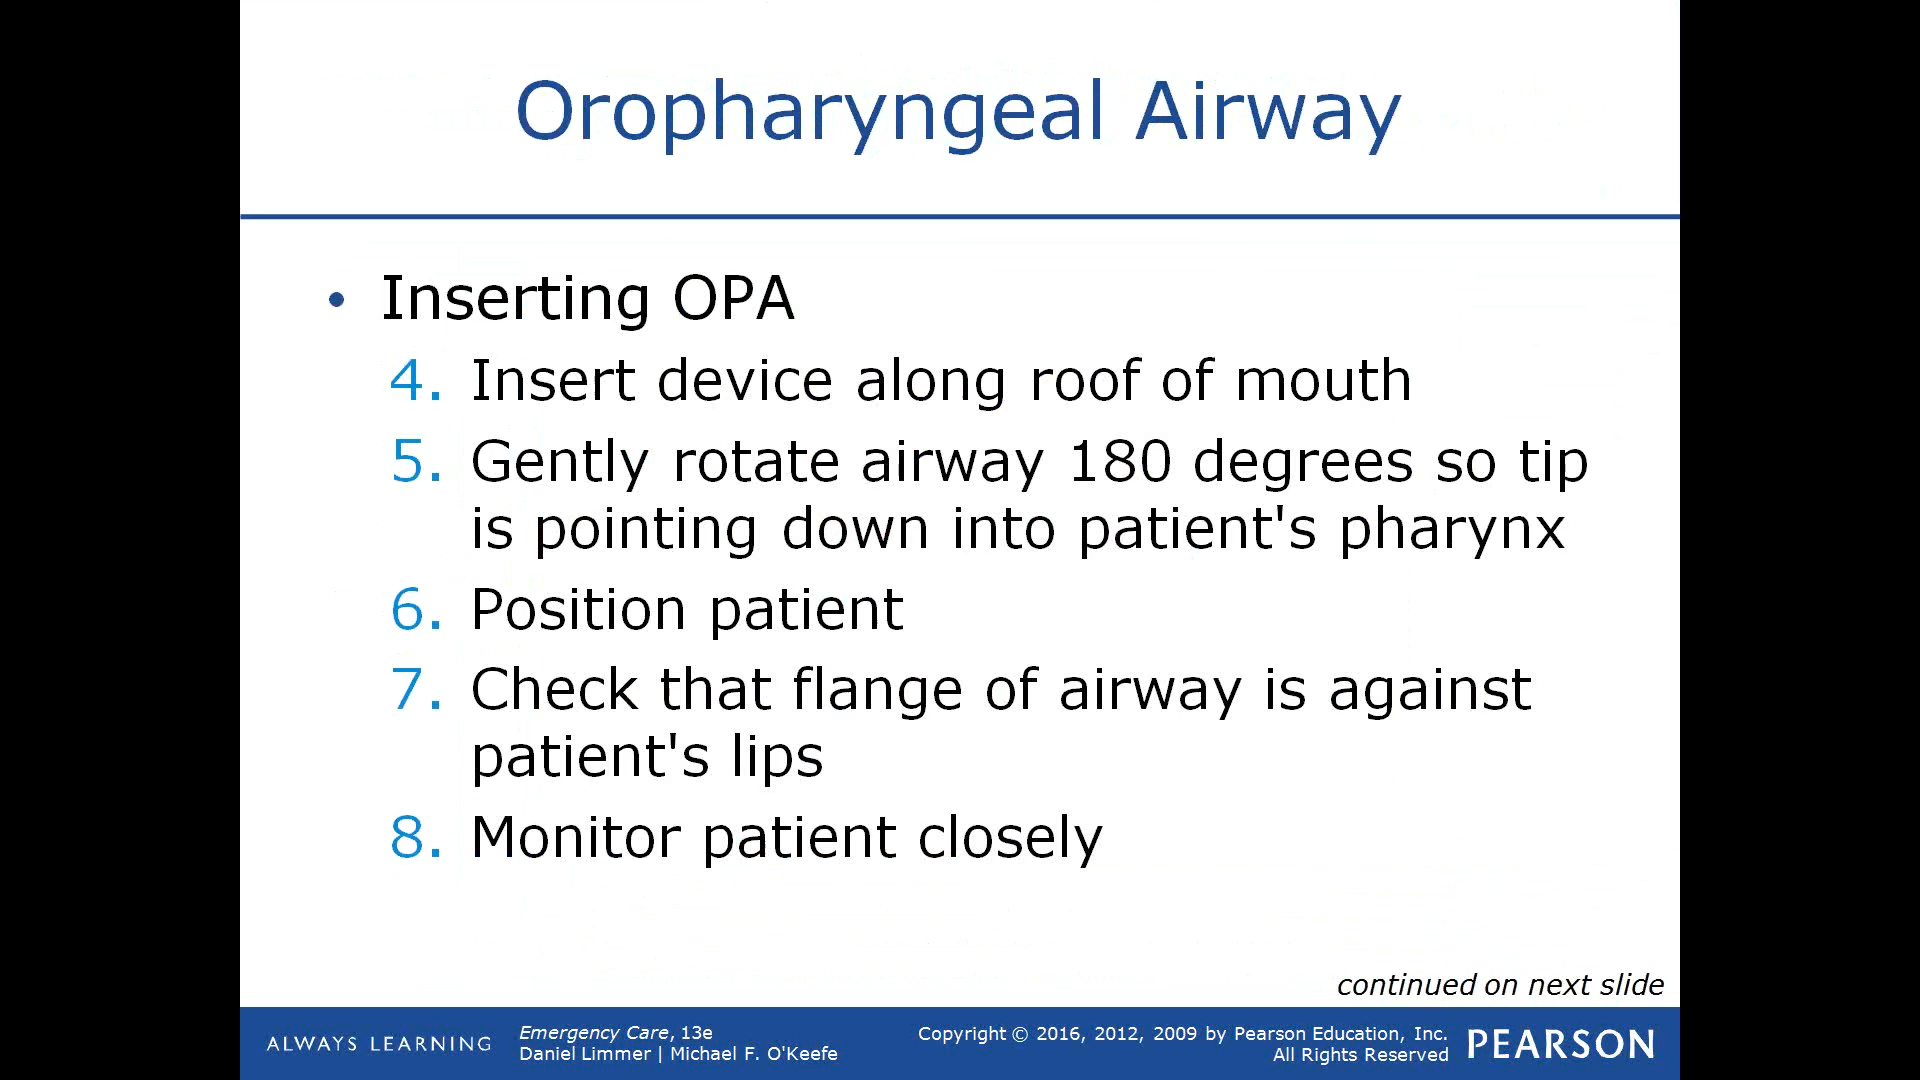 Oropharyngeal Airway
• Inserting OPA
4. Insert device along roof of mouth
5. Gently rotate airway 180 degrees so tip
is pointing down into patient's pharynx
6. Position patient
7. Check that flange of airway is against
patient's lips
8. Monitor patient closely
continued on next slide
ALWAYS LEARNING
Emergency Care, 13e
Daniel Limmer | Michael F. O'Keefe
Copyright © 2016, 2012, 2009 by Pearson Education, Inc.
All Rights Reserved
PEARSON